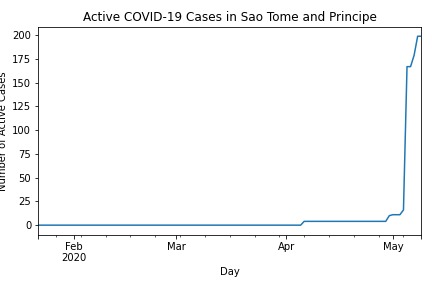 Active COVID-19 Cases in Sao Tome and Principe
Number of Active Cases
200
175
150
125
100
75
50
25
0
Feb
2020
Mar
Apr
May
Day